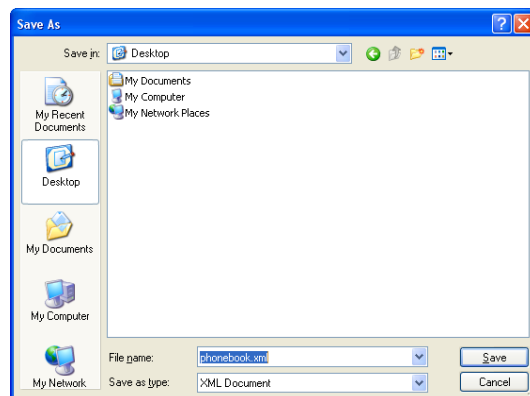 Save As
Save in: Desktop
My Recent
Documents
Desktop
My Documents
My Computer
My Network
My Documents
My Computer
My Network Places
File name: phonebook.xml Save
Save as type: XML Document Cancel